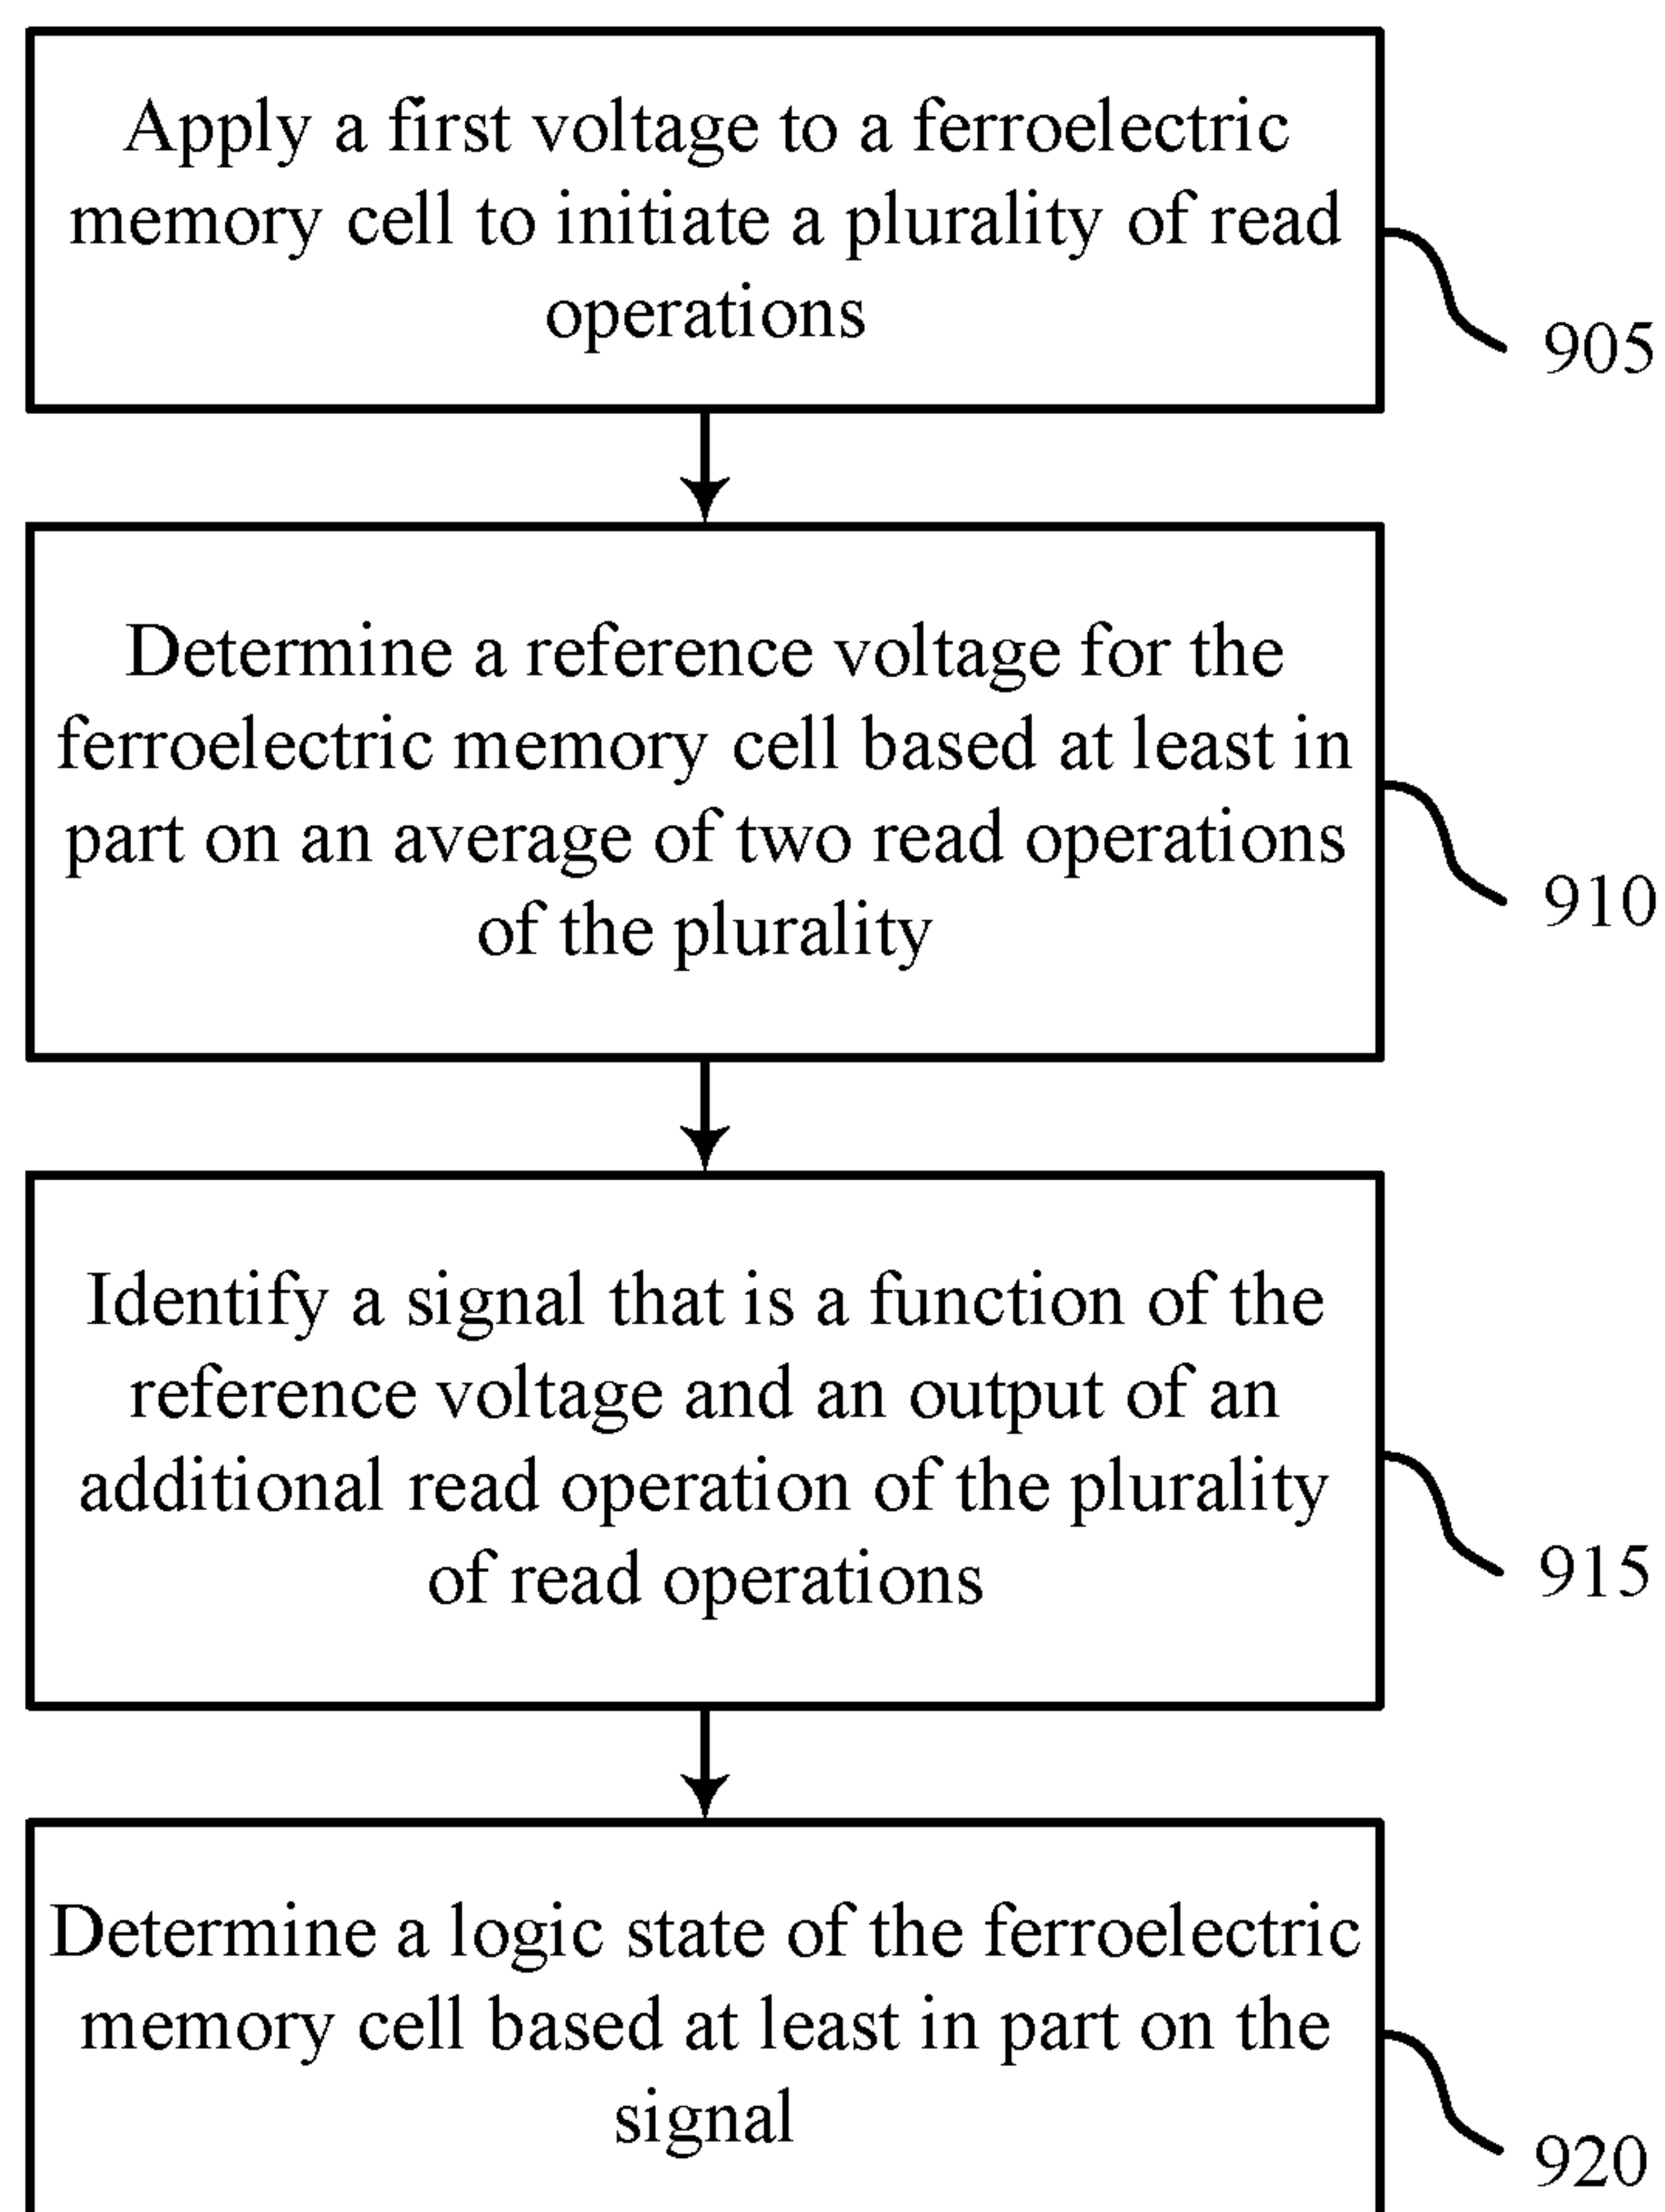 Apply a first voltage to a ferroelectric
memory cell to initiate a plurality of read
operations
905
Determine a reference voltage for the
ferroelectric memory cell based at least in
part on an average of two read operations
of the plurality
910
Identify a signal that is a function of the
reference voltage and an output of an
additional read operation of the plurality
of read operations
915
Determine a logic state of the ferroelectric
memory cell based at least in part on the
signal
920